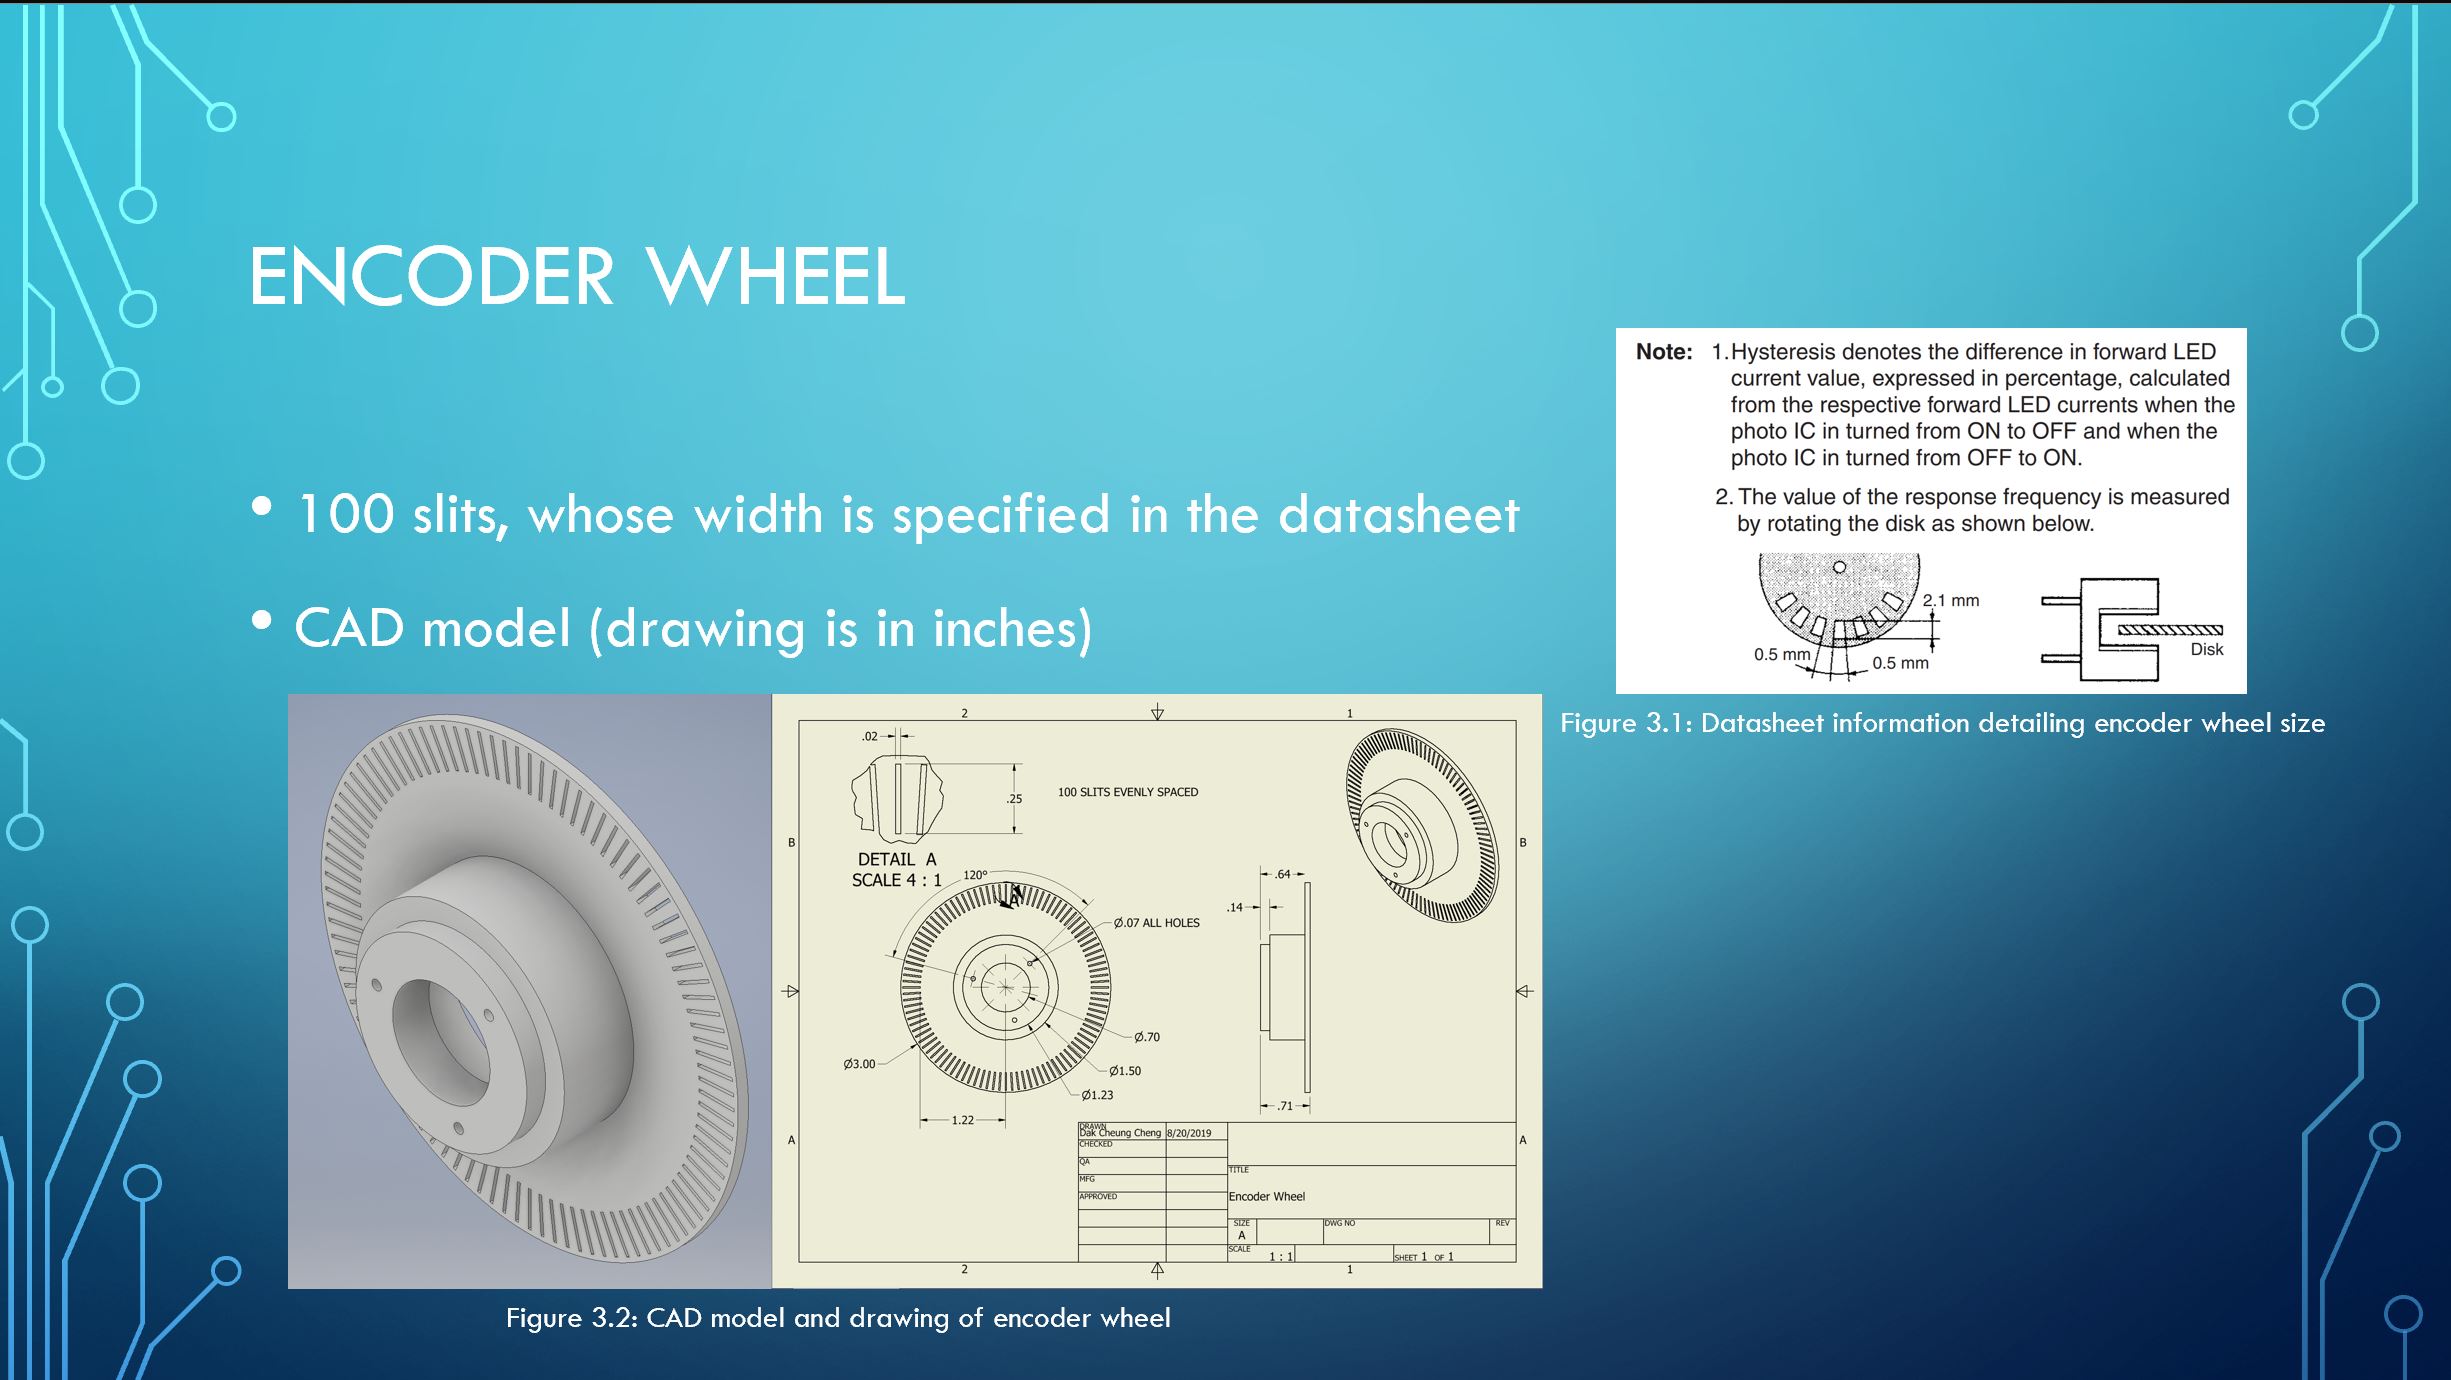 ENCODER WHEEL
• 100 slits, whose width is specified in the datasheet
• CAD model (drawing is in inches)
Note: 1.Hysteresis denotes the difference in forward LED
current value, expressed in percentage, calculated
from the respective forward LED currents when the
photo IC in turned from ON to OFF and when the
photo IC in turned from OFF to ON.
2. The value of the response frequency is measured
by rotating the disk as shown below.
2.1 mm
0.5 mm
0.5 mm
Disk
Figure 3.1: Datasheet information detailing encoder wheel size
2
1
.02
.25
100 SLITS EVENLY SPACED
B
B
DETAIL A
SCALE 4 : 1
120°
A
Ø.07 ALL HOLES
.64
.14
Ø.70
Ø3.00
Ø1.50
Ø1.23
.71
1.22
A
A
DRAWN
Dak Cheung Cheng 8/20/2019
CHECKED
QA
MFG
APPROVED
TITLE
Encoder Wheel
SIZE
A
DWG NO
REV
SCALE
1 : 1
SHEET 1 OF 1
2
1
Figure 3.2: CAD model and drawing of encoder wheel